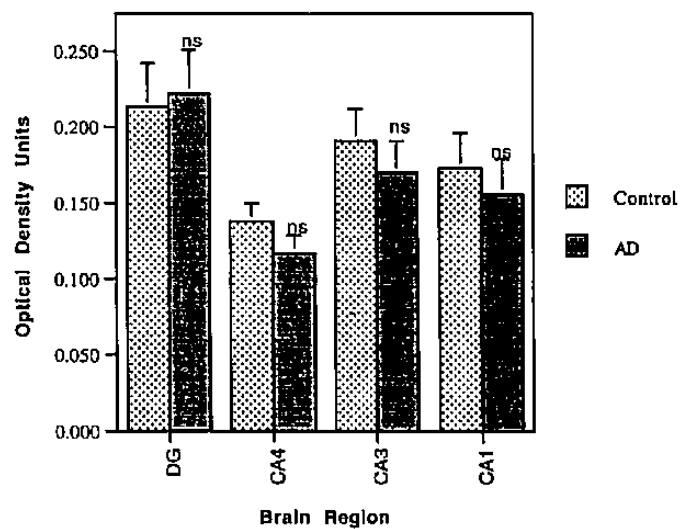 0.250
0.200
0.150
0.100
0.050
0.000
Optical Density Units
ns
ns
ns
ns
DG
CA4
CA3
CA1
Brain Region
Control
AD